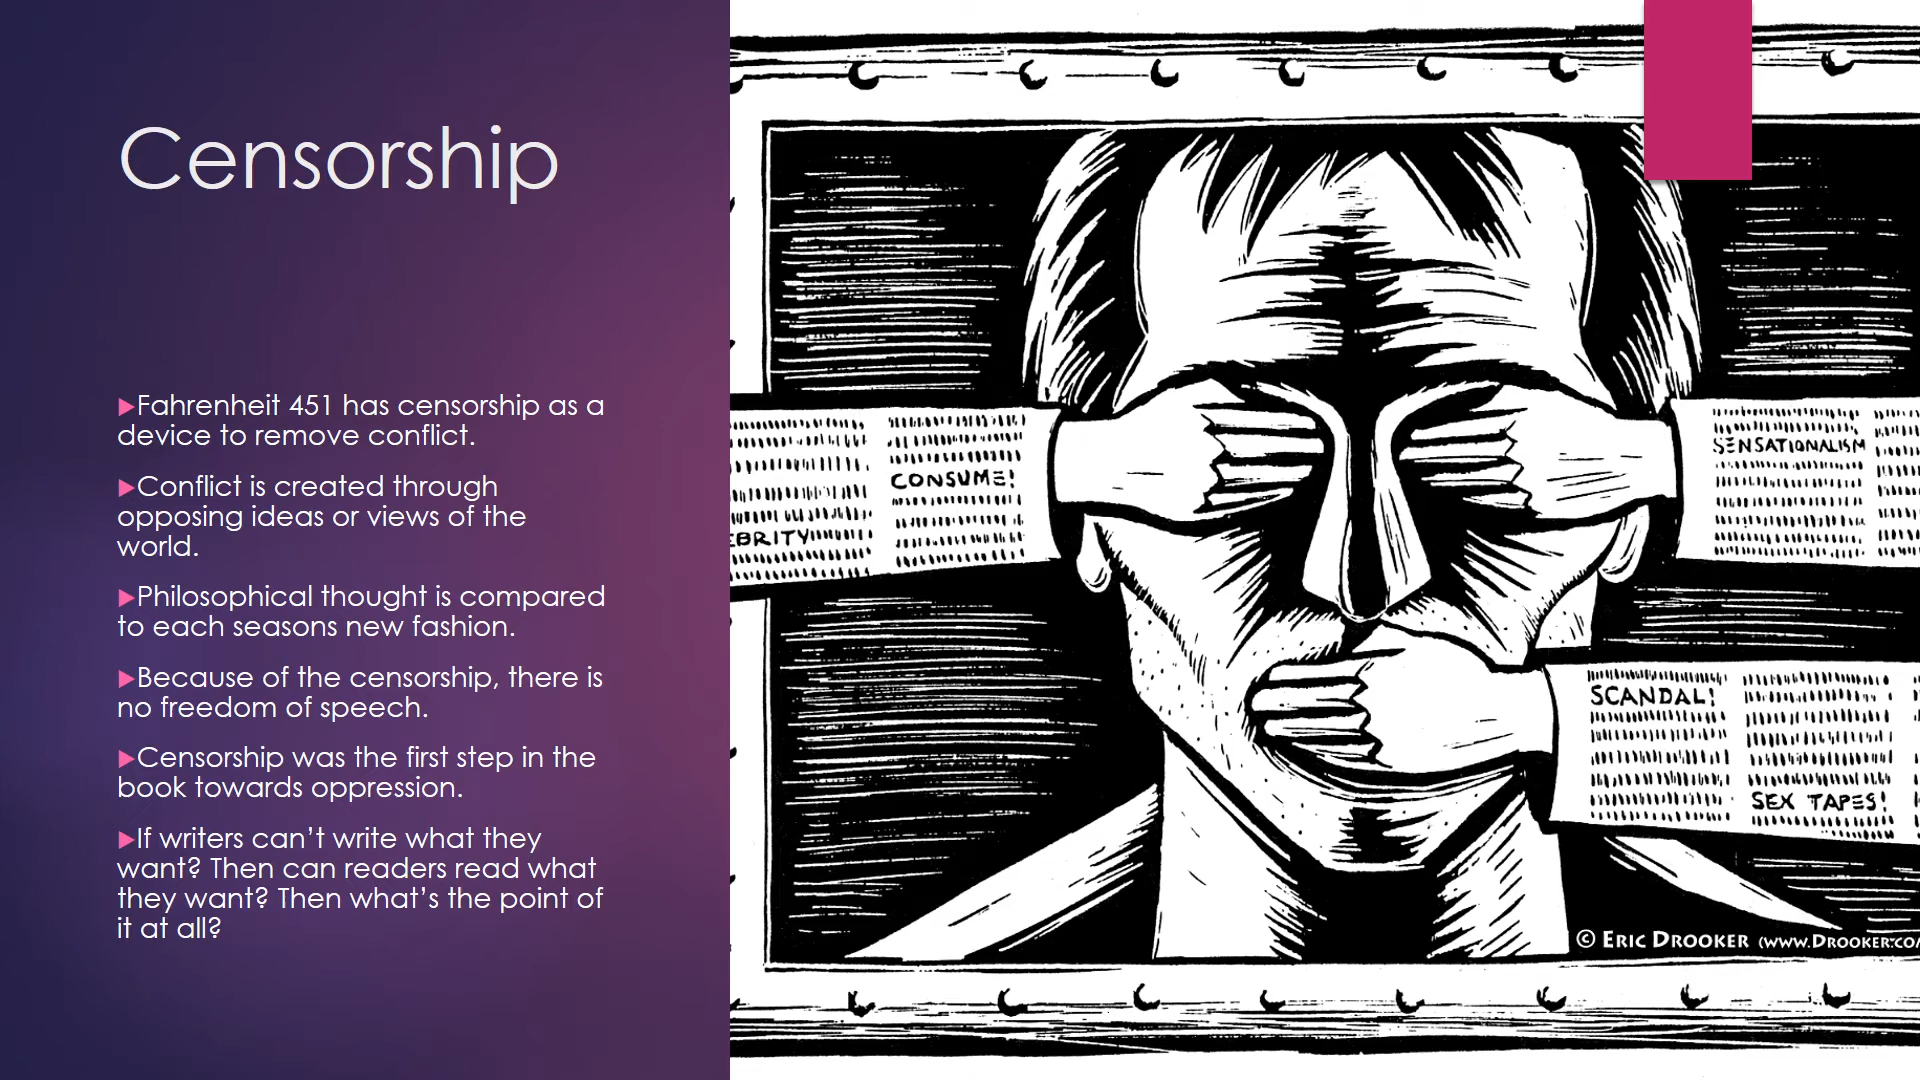 Censorship
▶Fahrenheit 451 has censorship as a
device to remove conflict.
▶Conflict is created through
opposing ideas or views of the
world.
▶Philosophical thought is compared
to each seasons new fashion.
▶Because of the censorship, there is
no freedom of speech.
▶Censorship was the first step in the
book towards oppression.
▶If writers can’t write what they
want? Then can readers read what
they want? Then what’s the point of
it at all?
CONSUME!
EBRITY
SENSATIONALISM
SCANDAL!
SEX TAPES!
© ERIC DROOKER (WWW.DROOKER.CO